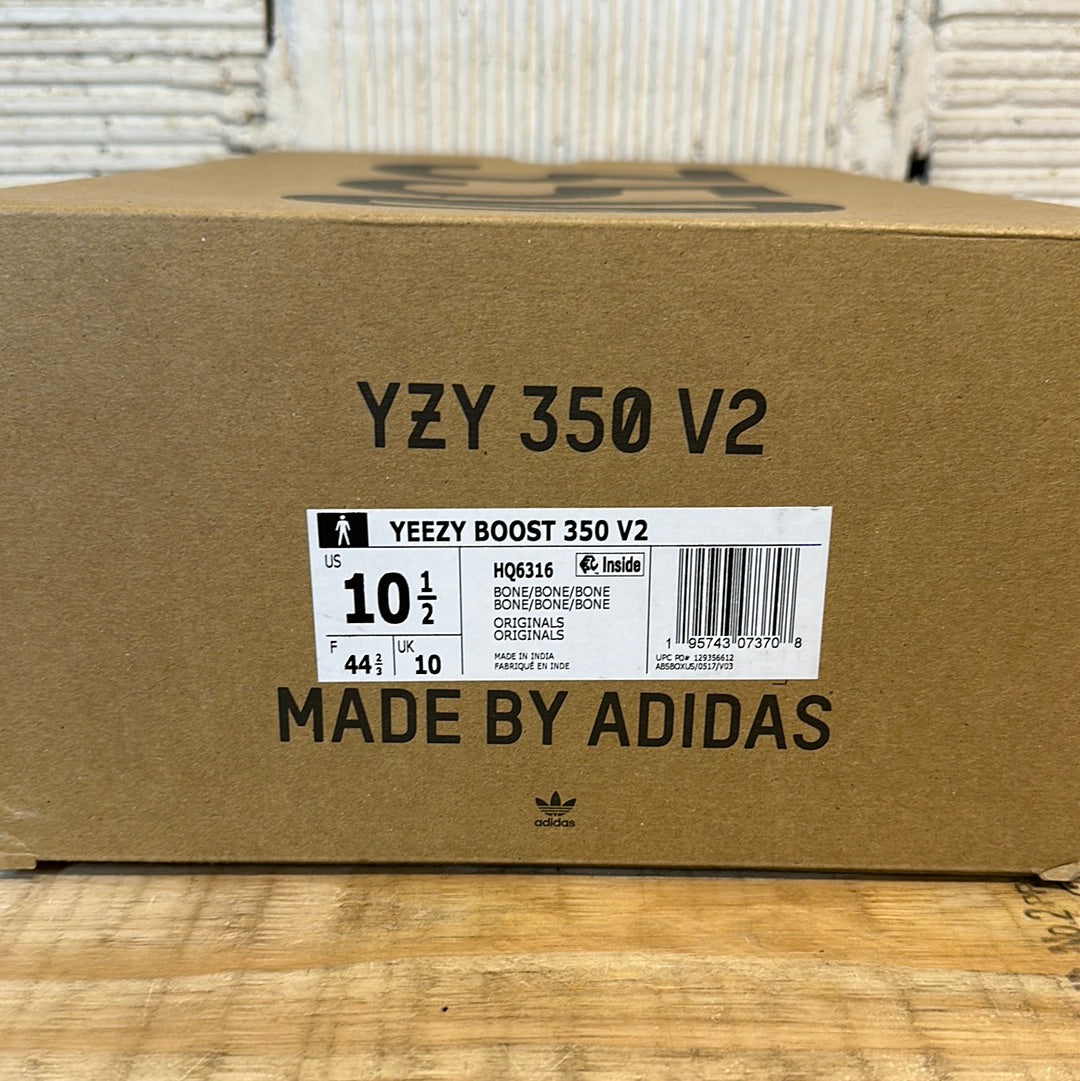 YZY 350 V2
YEEZY BOOST 350 V2
US
10 1/2
F
44 2/3
UK
10
HQ6316
Inside
BONE/BONE/BONE
BONE/BONE/BONE
ORIGINALS
ORIGINALS
MADE IN INDIA
FABRIQUÉ EN INDE
1 95743 07370 8
UPC PO# 129356612
ABSBOXUS/0517/V03
MADE BY ADIDAS
adidas